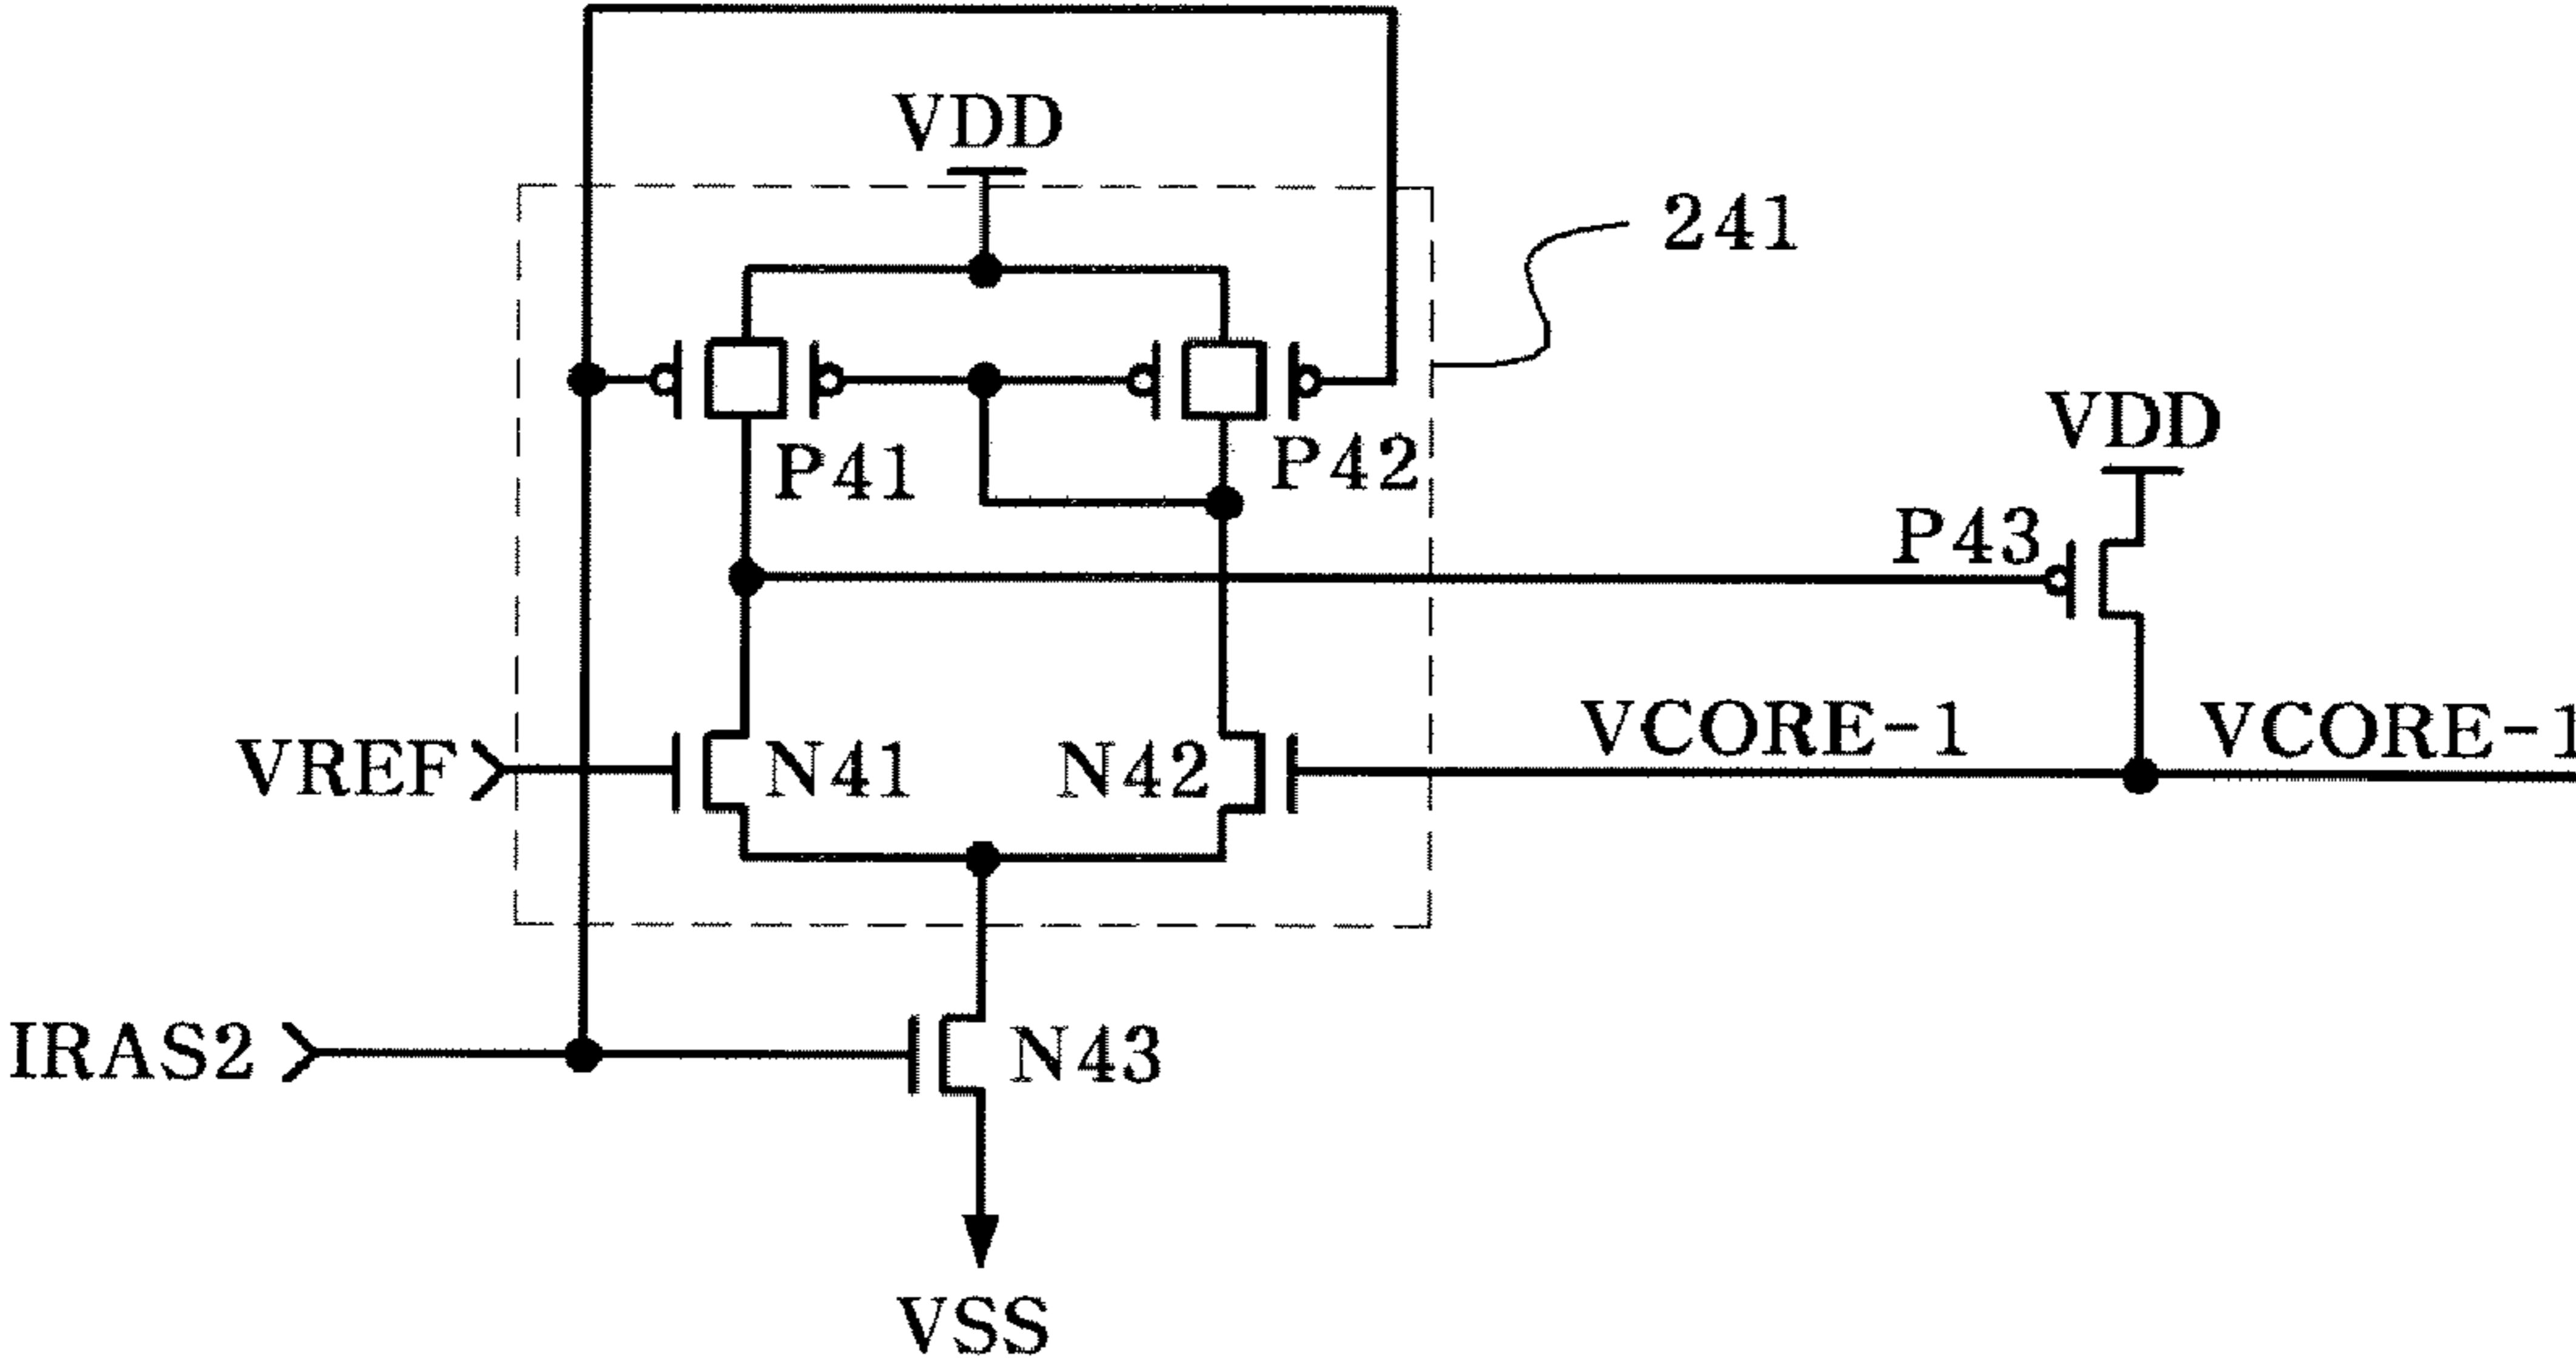 VDD
241
P41
P42
VDD
P43
VREF
N41
N42
VCORE-1
VCORE-1
IRAS2
N43
VSS